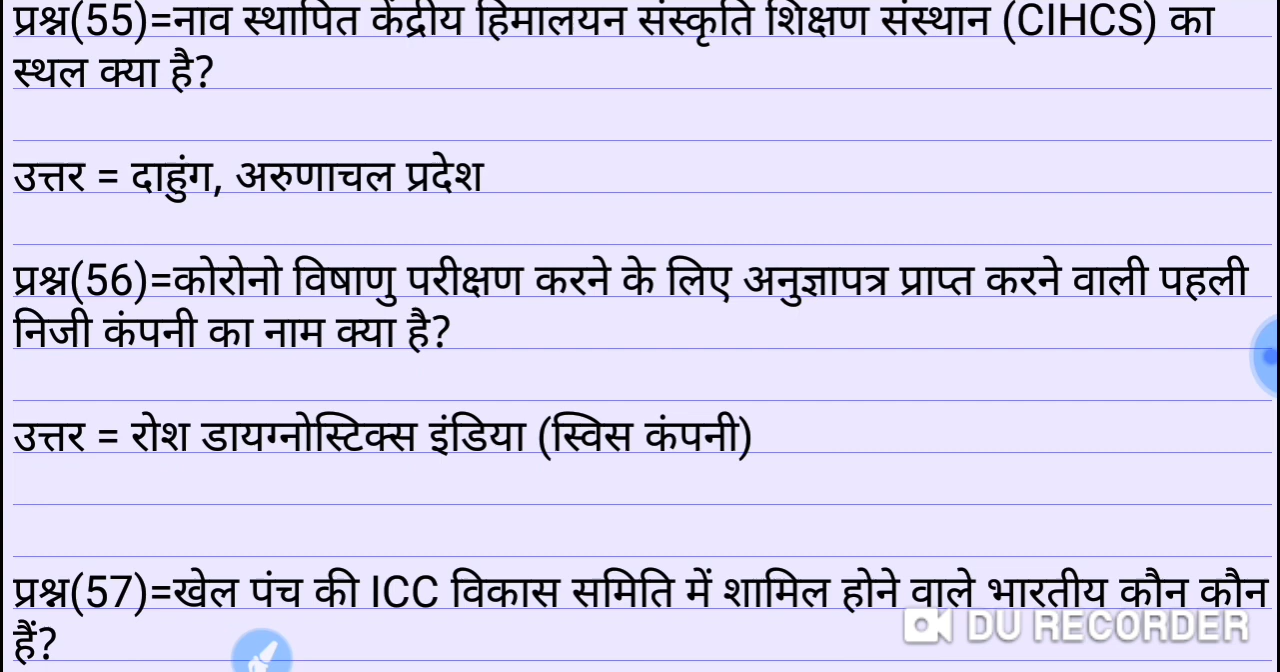 प्रश्न(55)=नाव स्थापित केंद्रीय हिमालयन संस्कृति शिक्षण संस्थान (CIHCS) का
स्थल क्या है?
उत्तर = दाहुंग, अरुणाचल प्रदेश
प्रश्न(56)=कोरोनो विषाणु परीक्षण करने के लिए अनुज्ञापत्र प्राप्त करने वाली पहली
निजी कंपनी का नाम क्या है?
उत्तर = रोश डायग्नोस्टिक्स इंडिया (स्विस कंपनी)
प्रश्न(57)=खेल पंच की ICC विकास समिति में शामिल होने वाले भारतीय कौन कौन
हैं?
DU RECORDER